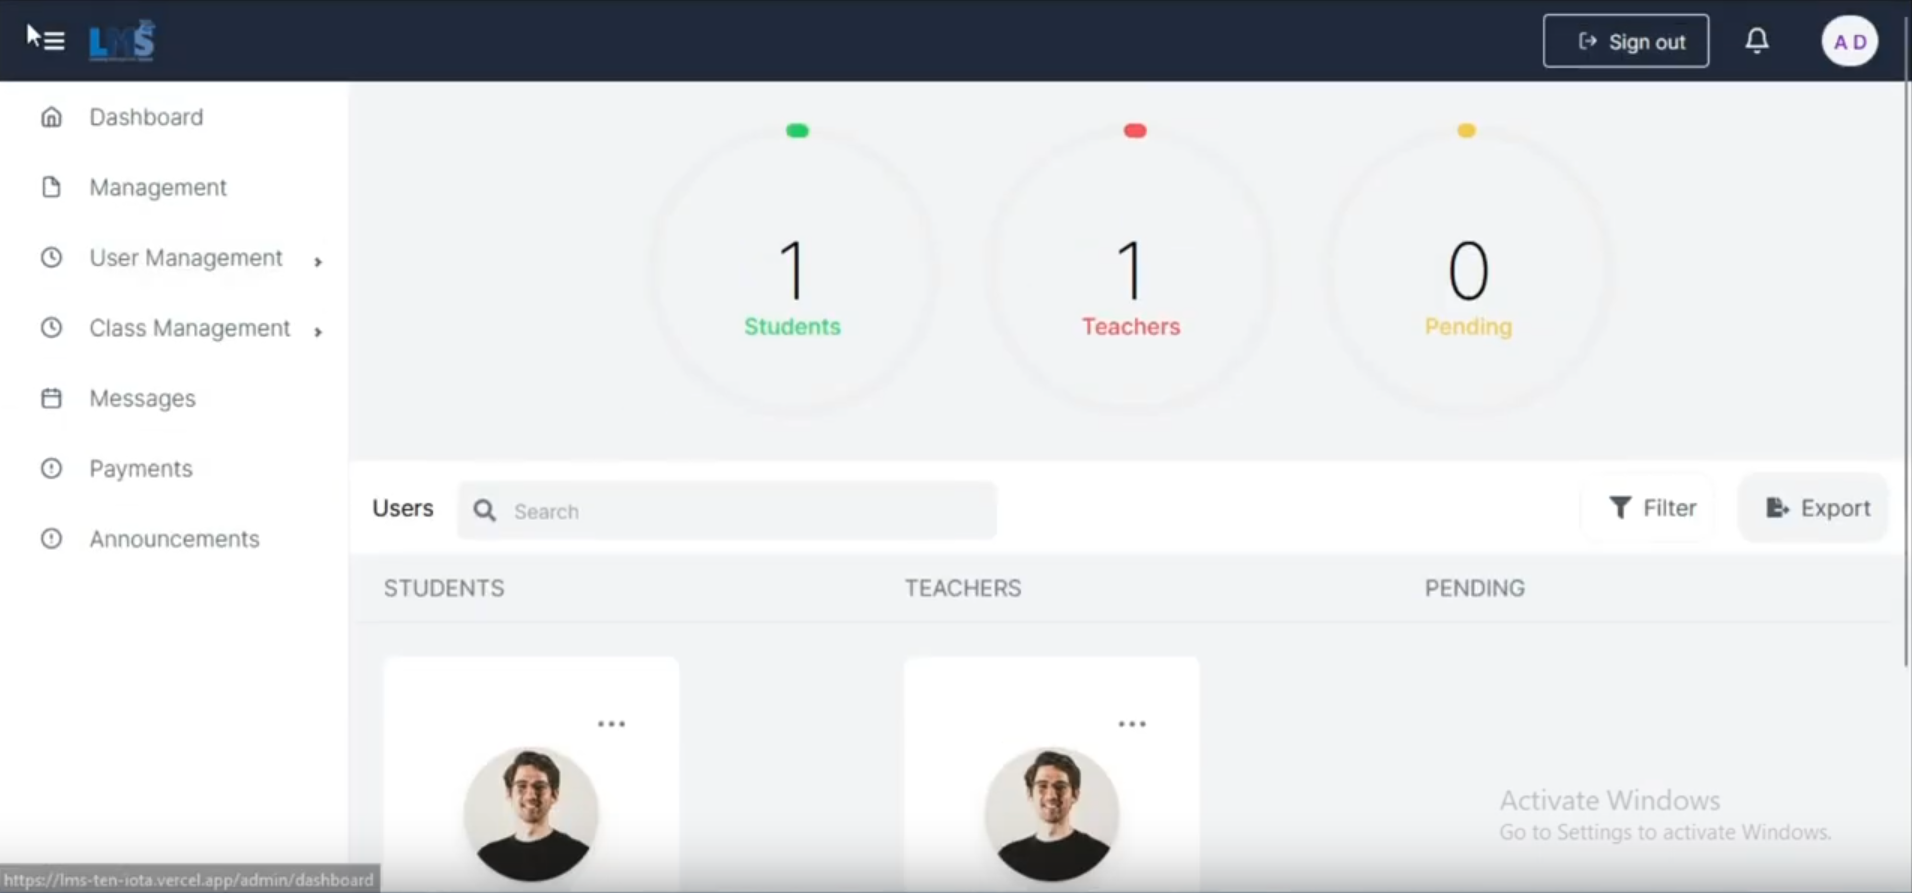 LMS
Sign out
A D
Dashboard
Management
User Management
Class Management
Messages
Payments
Announcements
1
Students
1
Teachers
0
Pending
Users
Search
Filter
Export
STUDENTS
TEACHERS
PENDING
Activate Windows
Go to Settings to activate Windows.
https://lms-ten-iota.vercel.app/admin/dashboard